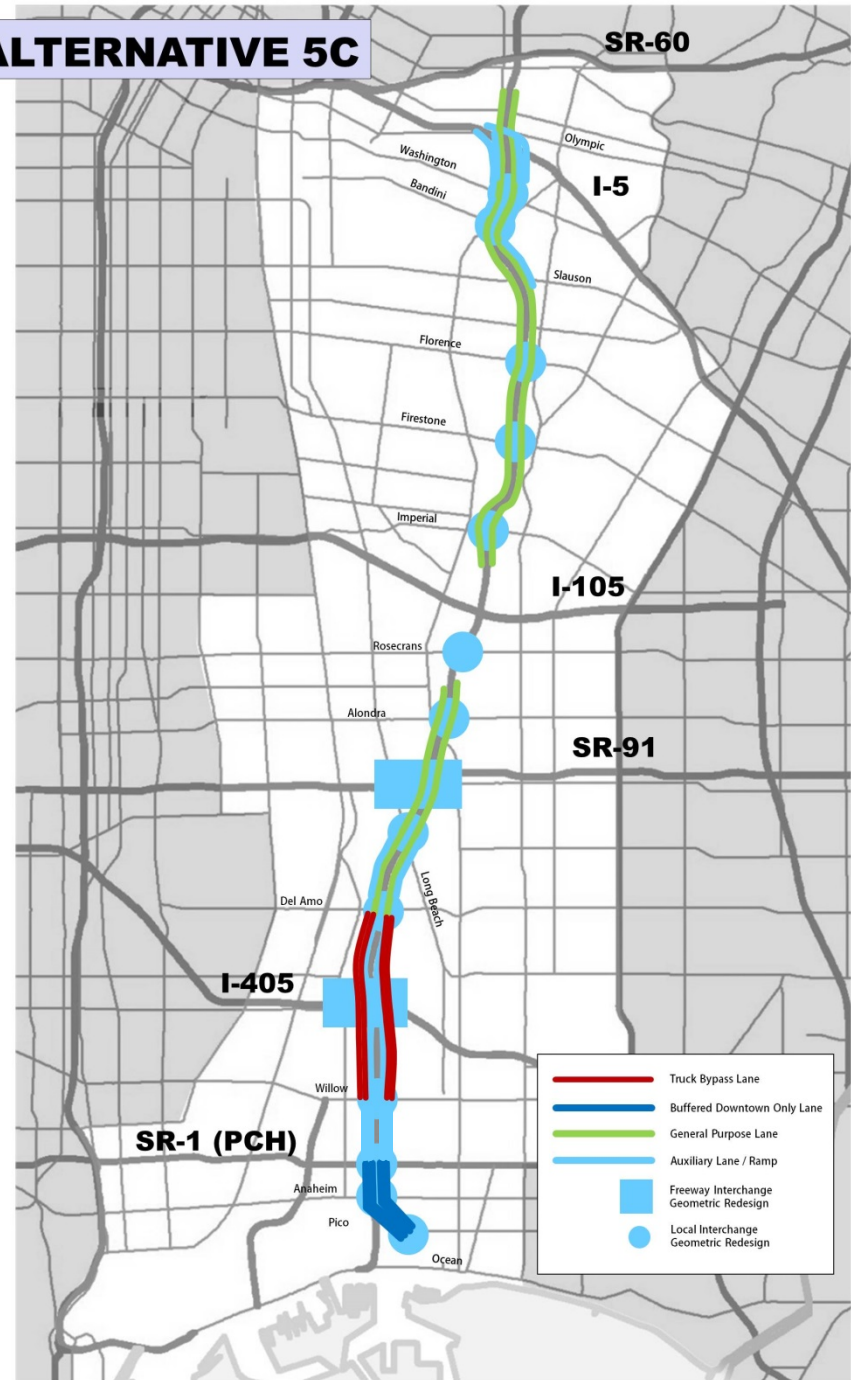 ALTERNATIVE 5C
SR-60
Olympic
Washington
I-5
Bandini
Slauson
Florence
Firestone
Imperial
I-105
Rosecrans
Alondra
SR-91
Long Beach
Del Amo
I-405
Willow
SR-1 (PCH)
Anaheim
Pico
Ocean
Truck Bypass Lane
Buffered Downtown Only Lane
General Purpose Lane
Auxiliary Lane / Ramp
Freeway Interchange
Geometric Redesign
Local Interchange
Geometric Redesign